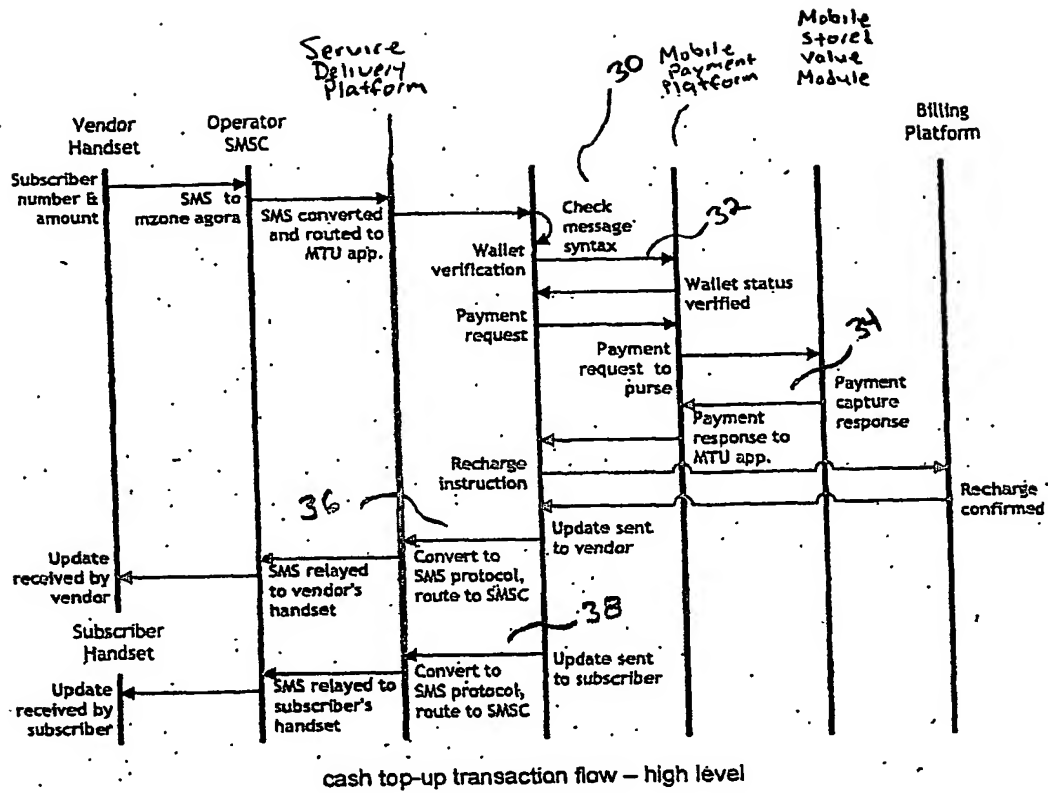 Service
Delivery
Platform
30
Mobile
Payment
Platform
Mobile
Stored
Value
Module
Vendor
Handset
Operator
SMSC
Billing
Platform
Subscriber
number &
amount
SMS to
mzone agora
SMS converted
and routed to
MTU app.
Check
message
syntax
32
Wallet
verification
Wallet status
verified
Payment
request
34
Payment
request to
purse
Payment
capture
response
Payment
response to
MTU app.
Recharge
instruction
Recharge
confirmed
36
Update sent
to vendor
Convert to
SMS protocol,
route to SMSC
SMS relayed
to vendor's
handset
Update
received by
vendor
38
Subscriber
Handset
Update sent
to subscriber
Convert to
SMS protocol,
route to SMSC
SMS relayed to
subscriber's
handset
Update
received by
subscriber
cash top-up transaction flow – high level